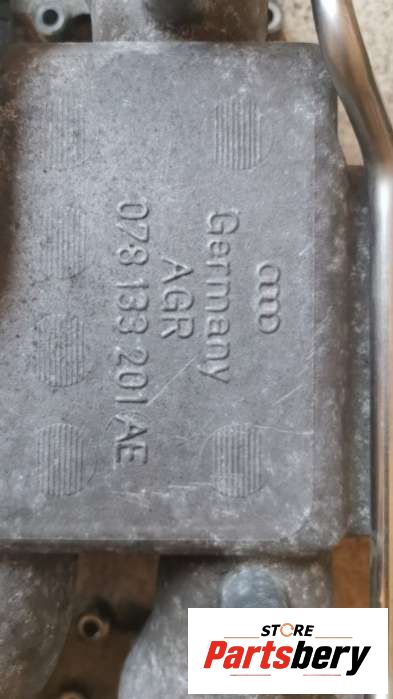 Germany
AGR
078 133 201 AE
STORE
Partsbery